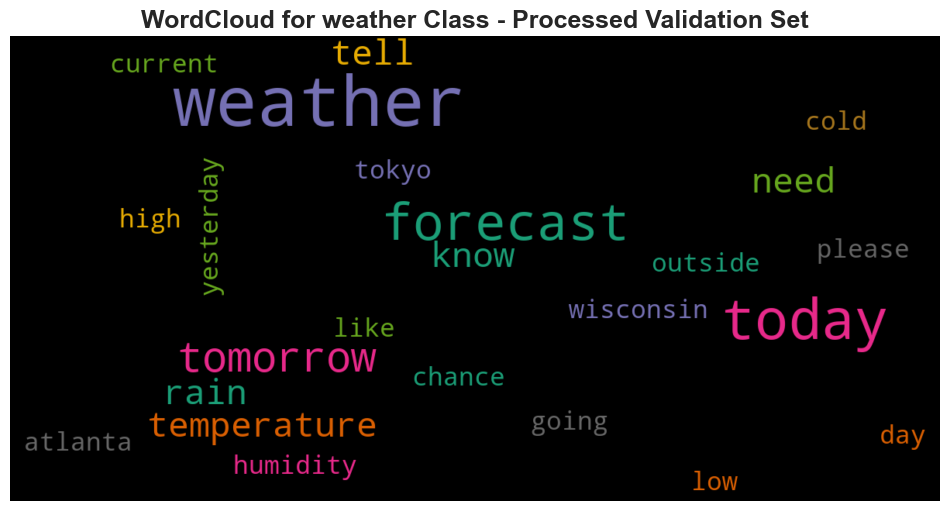 WordCloud for weather Class - Processed Validation Set
tell
current
weather
cold
tokyo
need
yesterday
high
forecast
know
please
outside
wisconsin
today
like
tomorrow
chance
rain
going
temperature
day
atlanta
humidity
low